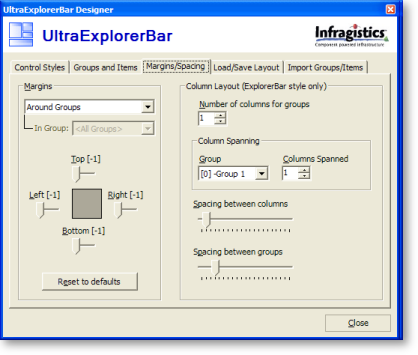 UltraExplorerBar Designer
UltraExplorerBar
Infragistics
Component powered infrastructure
Control Styles
Groups and Items
Margins/Spacing
Load/Save Layout
Import Groups/Items
Margins
Around Groups
In Group:
<All Groups>
Top [-1]
Left [-1]
Right [-1]
Bottom [-1]
Reset to defaults
Column Layout (ExplorerBar style only)
Number of columns for groups
1
Column Spanning
Group
Columns Spanned
[0] -Group 1
1
Spacing between columns
Spacing between groups
Close